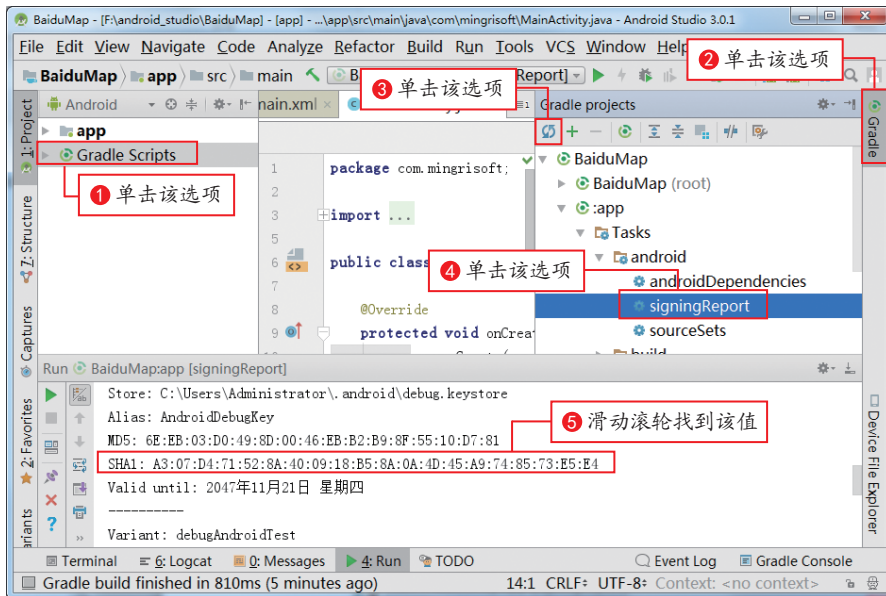 BaiduMap - [F:\android_studio\BaiduMap] - [app] - ...\app\src\main\java\com\mingrisoft\MainActivity.java - Android Studio 3.0.1
File Edit View Navigate Code Analyze Refactor Build Run Tools VCS Window Help
2 单击该选项
BaiduMap app src main Report]
3 单击该选项
1: Project
Android
main.xml
Gradle projects
Gradle
app
Gradle Scripts
1 单击该选项
1 package com.mingrisoft;
2
3 import ...
5
6 public class
7
8 @Override
9 protected void onCrea
BaiduMap
BaiduMap (root)
:app
Tasks
android
4 单击该选项
androidDependencies
signingReport
sourceSets
build
Z: Structure
Captures
2: Favorites
Run BaiduMap:app [signingReport]
Store: C:\Users\Administrator\.android\debug.keystore
Alias: AndroidDebugKey
MD5: 6E:EB:03:D0:49:8D:00:46:EB:B2:B9:8F:55:10:D7:81
SHA1: A3:07:D4:71:52:8A:40:09:18:B5:8A:0A:4D:45:A9:74:85:73:E5:E4
5 滑动滚轮找到该值
Valid until: 2047年11月21日 星期四
----------
Variant: debugAndroidTest
Device File Explorer
Terminal 6: Logcat 0: Messages 4: Run TODO Event Log Gradle Console
Gradle build finished in 810ms (5 minutes ago) 14:1 CRLF: UTF-8: Context: <no context>